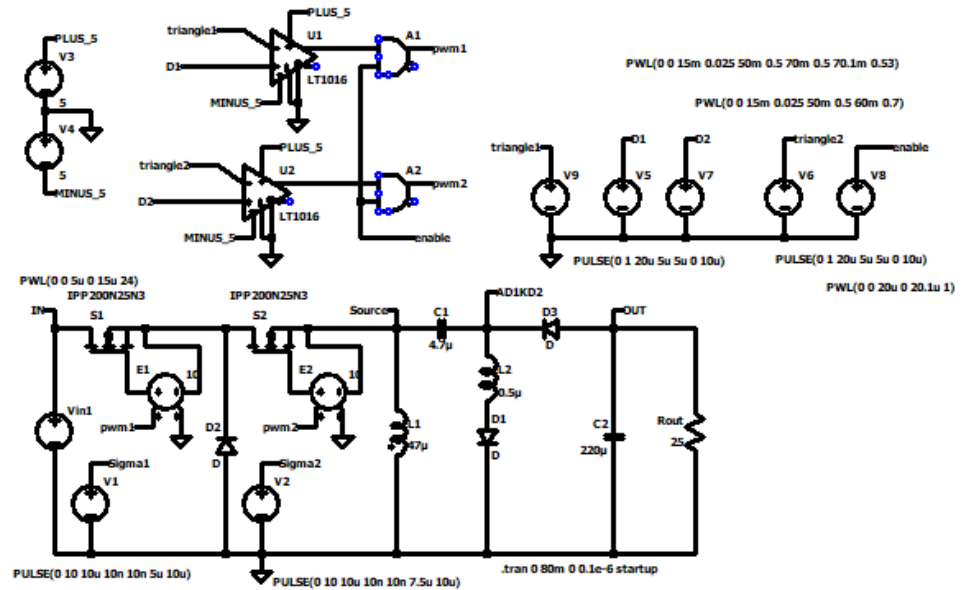 PLUS_5
V3
5
V4
5
MINUS_5
triangle1
D1
MINUS_5
PLUS_5
U1
LT1016
A1
pwm1
triangle2
D2
MINUS_5
PLUS_5
U2
LT1016
A2
pwm2
enable
PWL(0 0 15m 0.025 50m 0.5 70m 0.5 70.1m 0.53)
PWL(0 0 15m 0.025 50m 0.5 60m 0.7)
triangle1
D1
D2
triangle2
enable
V9
V5
V7
V6
V8
PULSE(0 1 20u 5u 5u 0 10u)
PULSE(0 1 20u 5u 5u 0 10u)
PWL(0 0 20u 0 20.1u 1)
PWL(0 0 5u 0 15u 24)
IPP200N25N3
IPP200N25N3
IN
S1
S2
Source
C1
4.7µ
AD1KD2
D3
D
OUT
E1
10
E2
10
L2
0.5µ
Vin1
pwm1
D2
D
pwm2
L1
47µ
D1
D
C2
220µ
Rout
25
Sigma1
V1
Sigma2
V2
PULSE(0 10 10u 10n 10n 5u 10u)
PULSE(0 10 10u 10n 10n 7.5u 10u)
.tran 0 80m 0 0.1e-6 startup